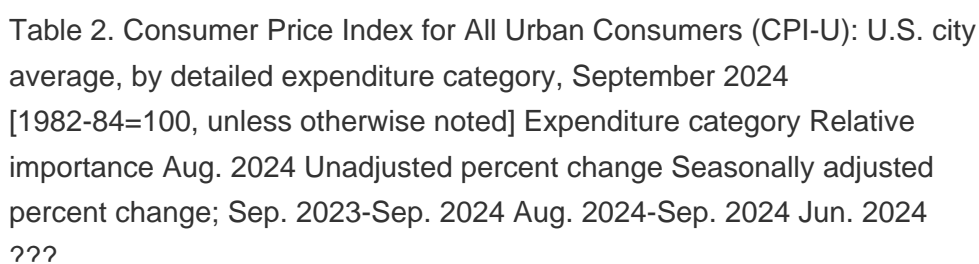 Table 2. Consumer Price Index for All Urban Consumers (CPI-U): U.S. city
average, by detailed expenditure category, September 2024
[1982-84=100, unless otherwise noted] Expenditure category Relative
importance Aug. 2024 Unadjusted percent change Seasonally adjusted
percent change; Sep. 2023-Sep. 2024 Aug. 2024-Sep. 2024 Jun. 2024
???